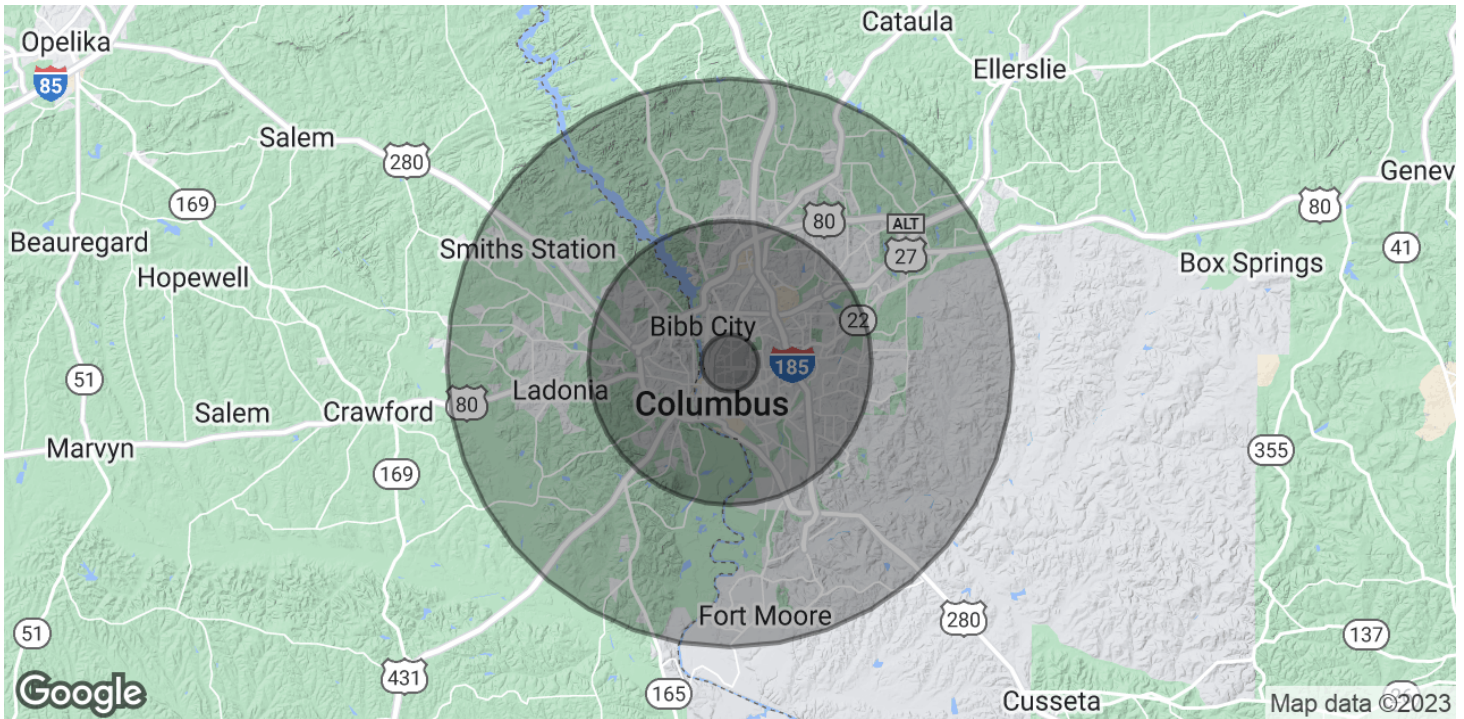 Cataula
Opelika
Ellerslie
85
Salem
280
Genev
169
80
80
ALT
Beauregard
Smiths Station
41
27
Box Springs
Hopewell
22
Bibb City
185
51
Ladonia
Columbus
80
Salem
Crawford
Marvyn
355
169
Fort Moore
280
51
137
431
165
Google
Cusseta
Map data ©2023